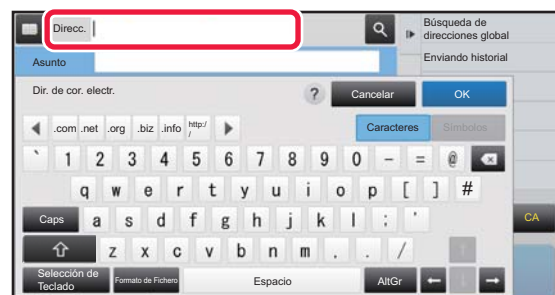 Direcc.
Búsqueda de
direcciones global
Asunto
Enviando historial
Dir. de cor. electr.
?
Cancelar
OK
.com .net .org .biz .info http:/
/
Caracteres
Símbolos
` 1 2 3 4 5 6 7 8 9 0 - = @
q w e r t y u i o p [ ] #
Caps a s d f g h j k l ; '
CA
z x c v b n m . . /
Selección de
Teclado
Formato de Fichero
Espacio
AltGr